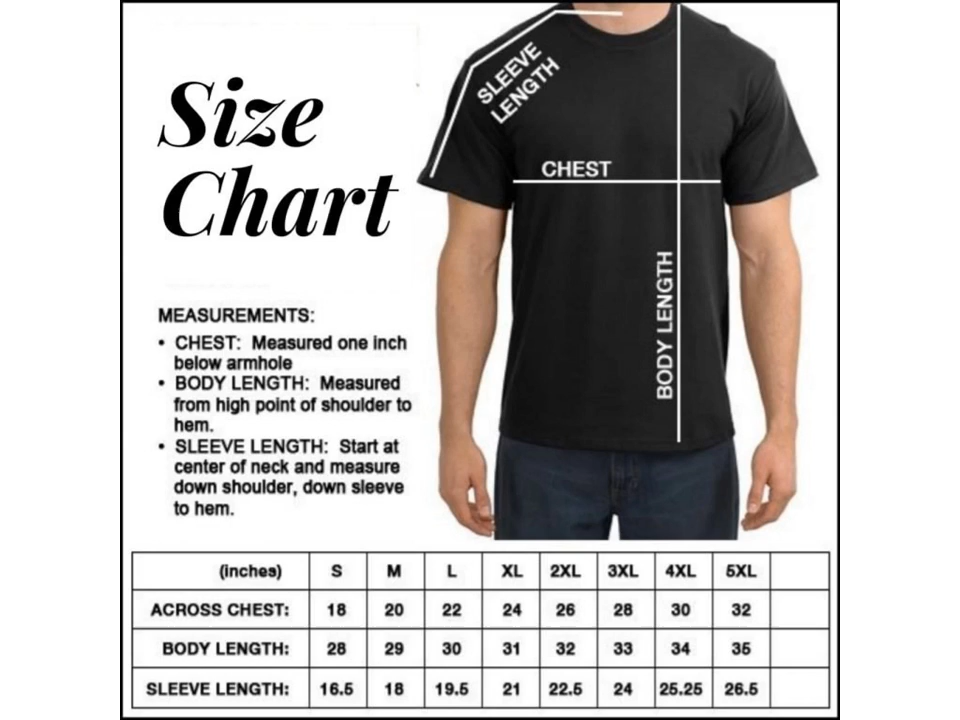 Size
Chart
SLEEVE
LENGTH
CHEST
BODY LENGTH
MEASUREMENTS:
• CHEST: Measured one inch
below armhole
• BODY LENGTH: Measured
from high point of shoulder to
hem.
• SLEEVE LENGTH: Start at
center of neck and measure
down shoulder, down sleeve
to hem.
(inches) S M L XL 2XL 3XL 4XL 5XL
ACROSS CHEST: 18 20 22 24 26 28 30 32
BODY LENGTH: 28 29 30 31 32 33 34 35
SLEEVE LENGTH: 16.5 18 19.5 21 22.5 24 25.25 26.5